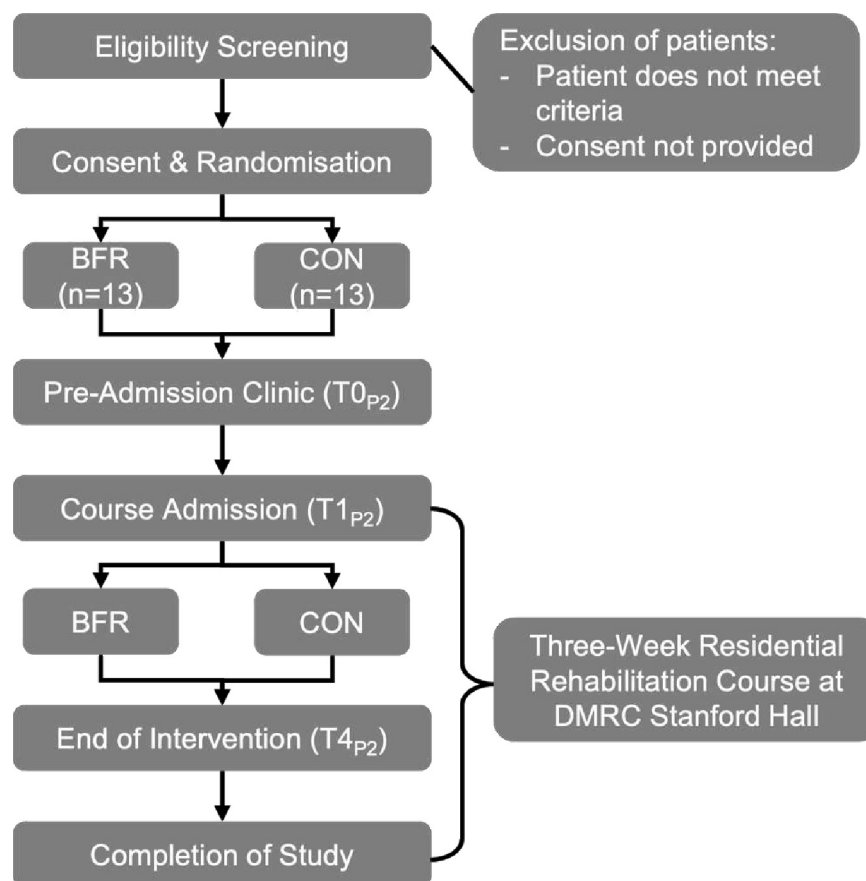 Eligibility Screening
Exclusion of patients:
- Patient does not meet
criteria
- Consent not provided
Consent & Randomisation
BFR
(n=13)
CON
(n=13)
Pre-Admission Clinic (T0P2)
Course Admission (T1P2)
BFR
CON
Three-Week Residential
Rehabilitation Course at
DMRC Stanford Hall
End of Intervention (T4P2)
Completion of Study